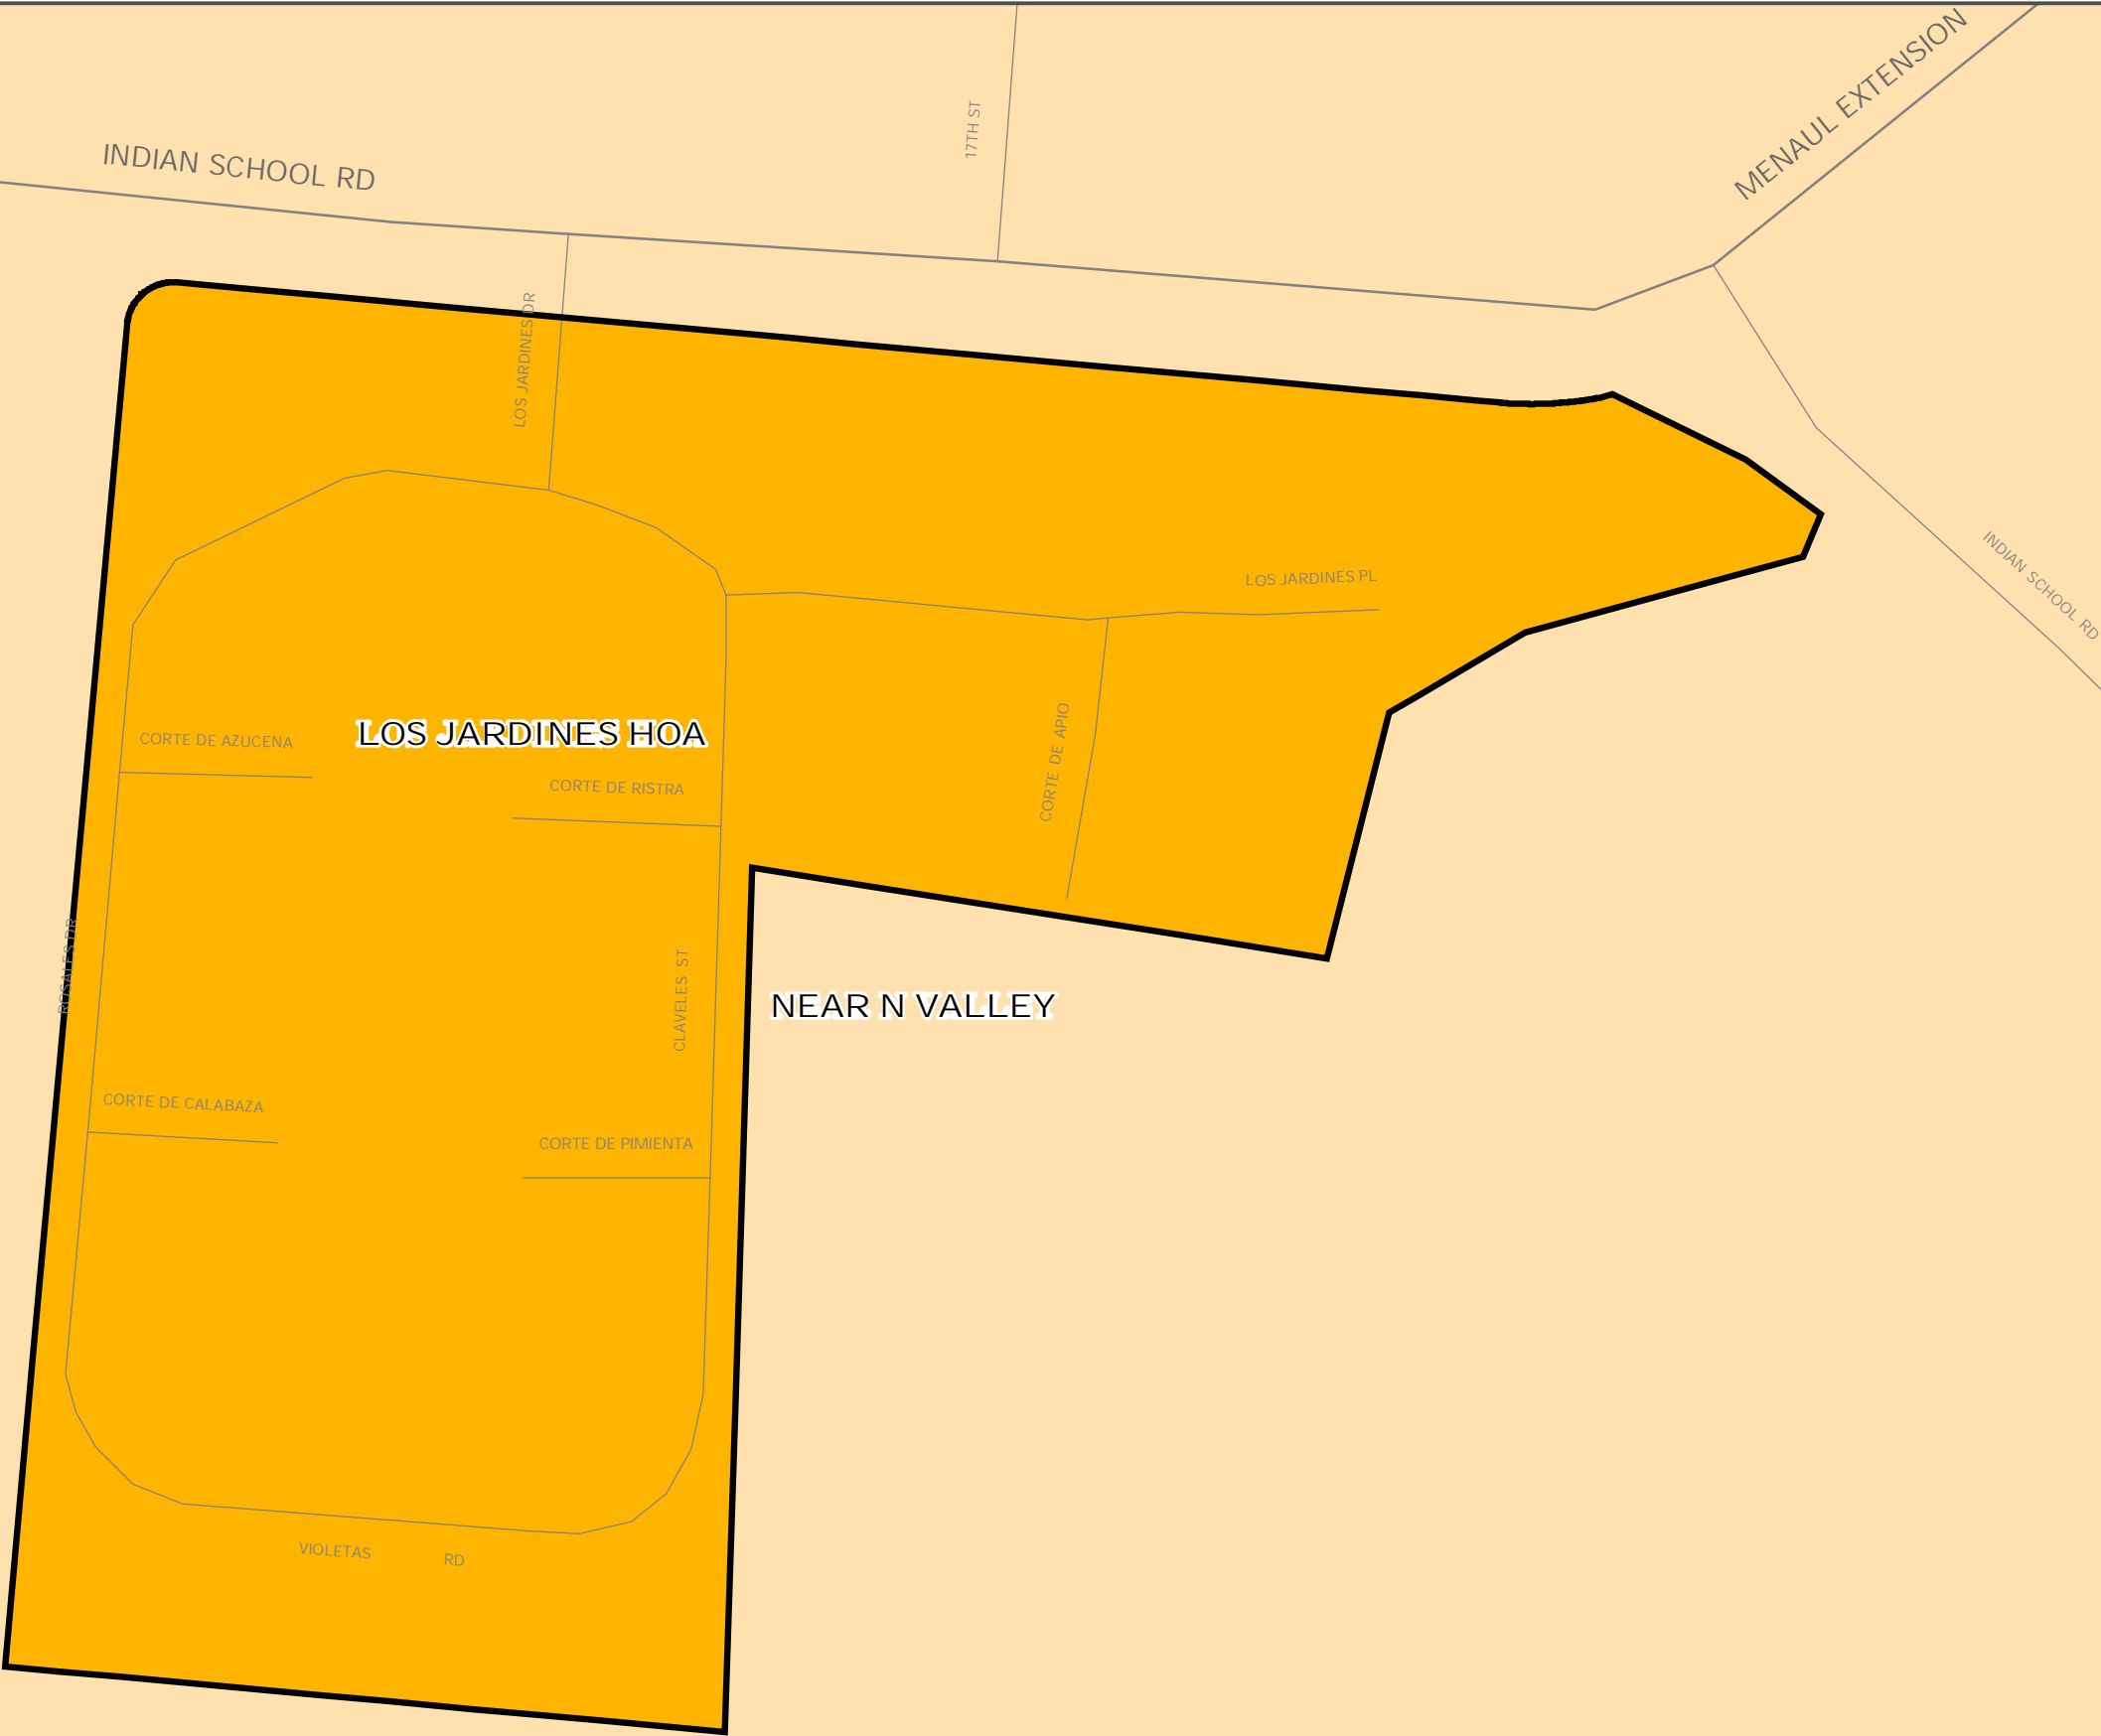 MENAUL EXTENSION
17TH ST
INDIAN SCHOOL RD
LOS JARDINES DR
INDIAN SCHOOL RD
LOS JARDINES PL
LOS JARDINES HOA
CORTE DE AZUCENA
CORTE DE RISTRA
CORTE DE APIO
ROSALES DR
CLAVELES ST
NEAR N VALLEY
CORTE DE CALABAZA
CORTE DE PIMIENTA
VIOLETAS RD